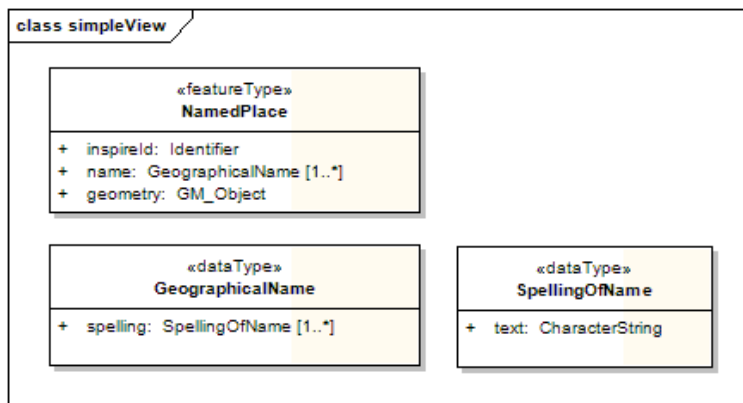 class simpleView
«featureType»
NamedPlace
+ inspireId: Identifier
+ name: GeographicalName [1..*]
+ geometry: GM_Object
«dataType»
GeographicalName
+ spelling: SpellingOfName [1..*]
«dataType»
SpellingOfName
+ text: CharacterString